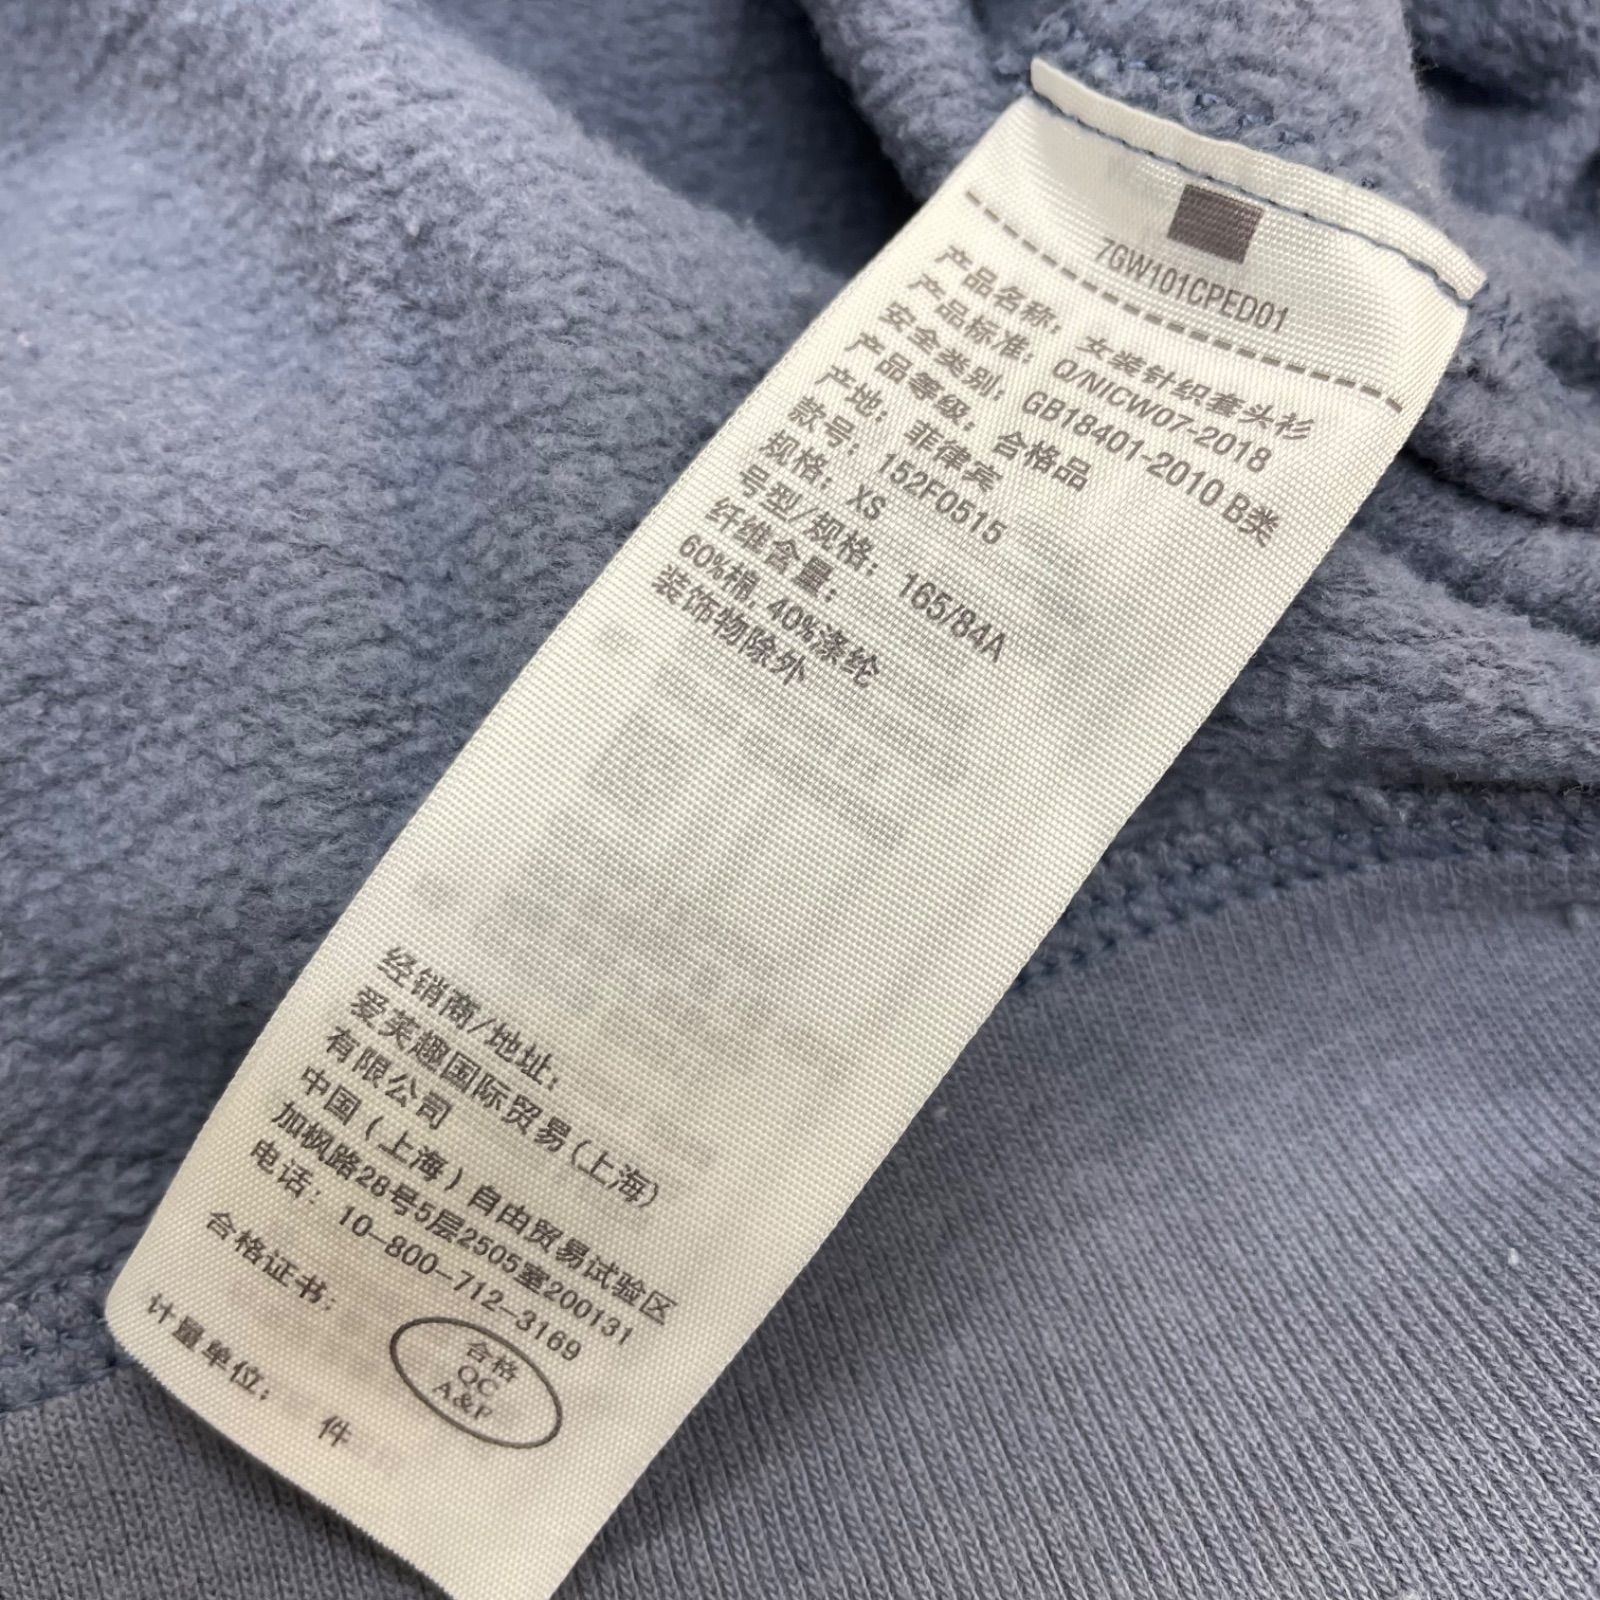 7GW101CPED01
产品名称: 女装针织套头衫
产品标准: Q/NICW07-2018
安全类别: GB18401-2010 B类
产品等级: 合格品
产地: 菲律宾
款号: 152F0515
规格: XS
号型/规格: 165/84A
纤维含量:
60%棉, 40%涤纶
装饰物除外
经销商/地址:
爱芙趣国际贸易(上海)
有限公司
中国(上海)自由贸易试验区
加枫路28号5层2505室200131
电话: 10-800-712-3169
合格证书:
合格
QC
A&F
计量单位: 件